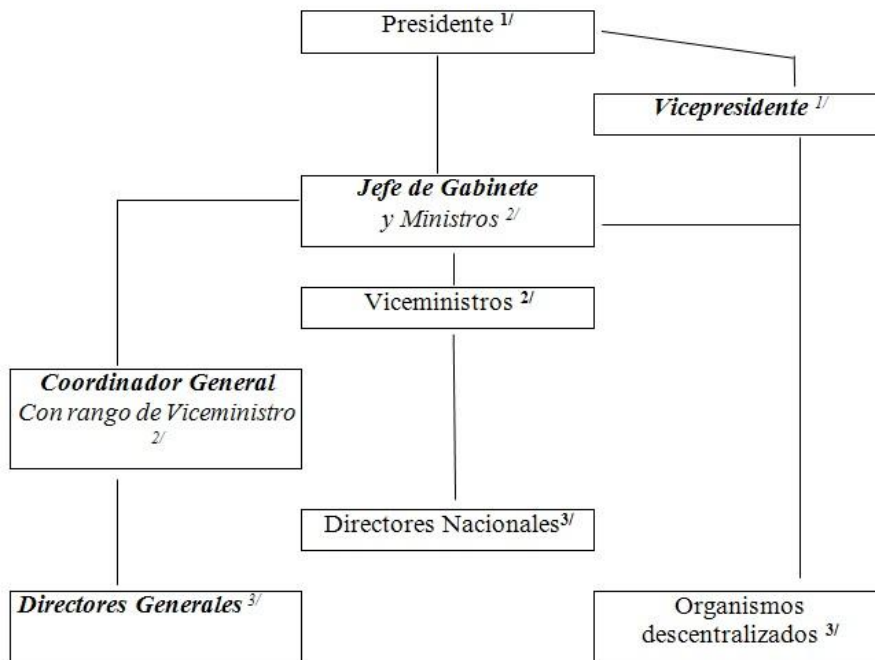 Presidente 1/
Vicepresidente 1/
Jefe de Gabinete
y Ministros 2/
Viceministros 2/
Coordinador General
Con rango de Viceministro
2/
Directores Nacionales3/
Directores Generales 3/
Organismos
descentralizados 3/